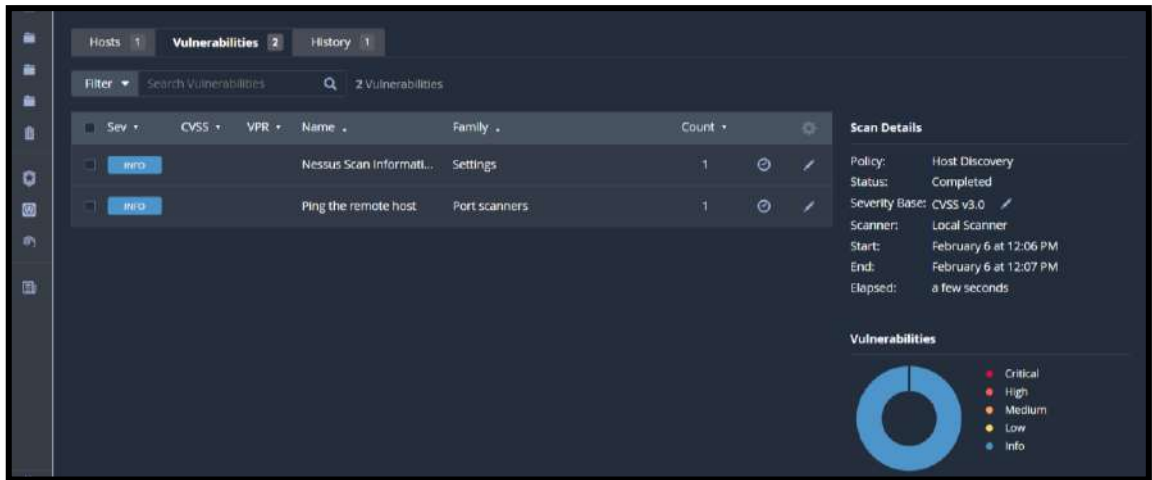 Hosts 1 Vulnerabilities 2 History 1
Filter Search Vulnerabilities 2 Vulnerabilities
Sev CVSS VPR Name Family Count
INFO Nessus Scan Informati... Settings 1
INFO Ping the remote host Port scanners 1
Scan Details
Policy: Host Discovery
Status: Completed
Severity Base: CVSS v3.0
Scanner: Local Scanner
Start: February 6 at 12:06 PM
End: February 6 at 12:07 PM
Elapsed: a few seconds
Vulnerabilities
Critical
High
Medium
Low
Info